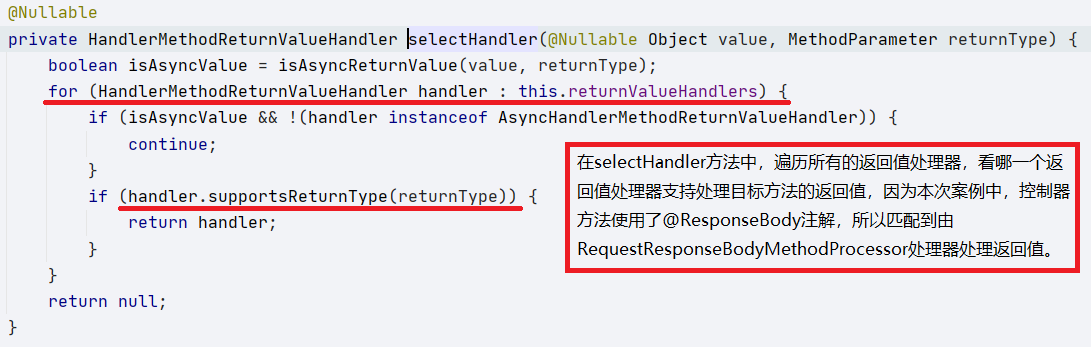 @Nullable
private HandlerMethodReturnValueHandler selectHandler(@Nullable Object value, MethodParameter returnType) {
    boolean isAsyncValue = isAsyncReturnValue(value, returnType);
    for (HandlerMethodReturnValueHandler handler : this.returnValueHandlers) {
        if (isAsyncValue && !(handler instanceof AsyncHandlerMethodReturnValueHandler)) {
            continue;
        }
        if (handler.supportsReturnType(returnType)) {
            return handler;
        }
    }
    return null;
}
在selectHandler方法中，遍历所有的返回值处理器，看哪一个返
回值处理器支持处理目标方法的返回值，因为本次案例中，控制器
方法使用了@ResponseBody注解，所以匹配到由
RequestResponseBodyMethodProcessor处理器处理返回值。